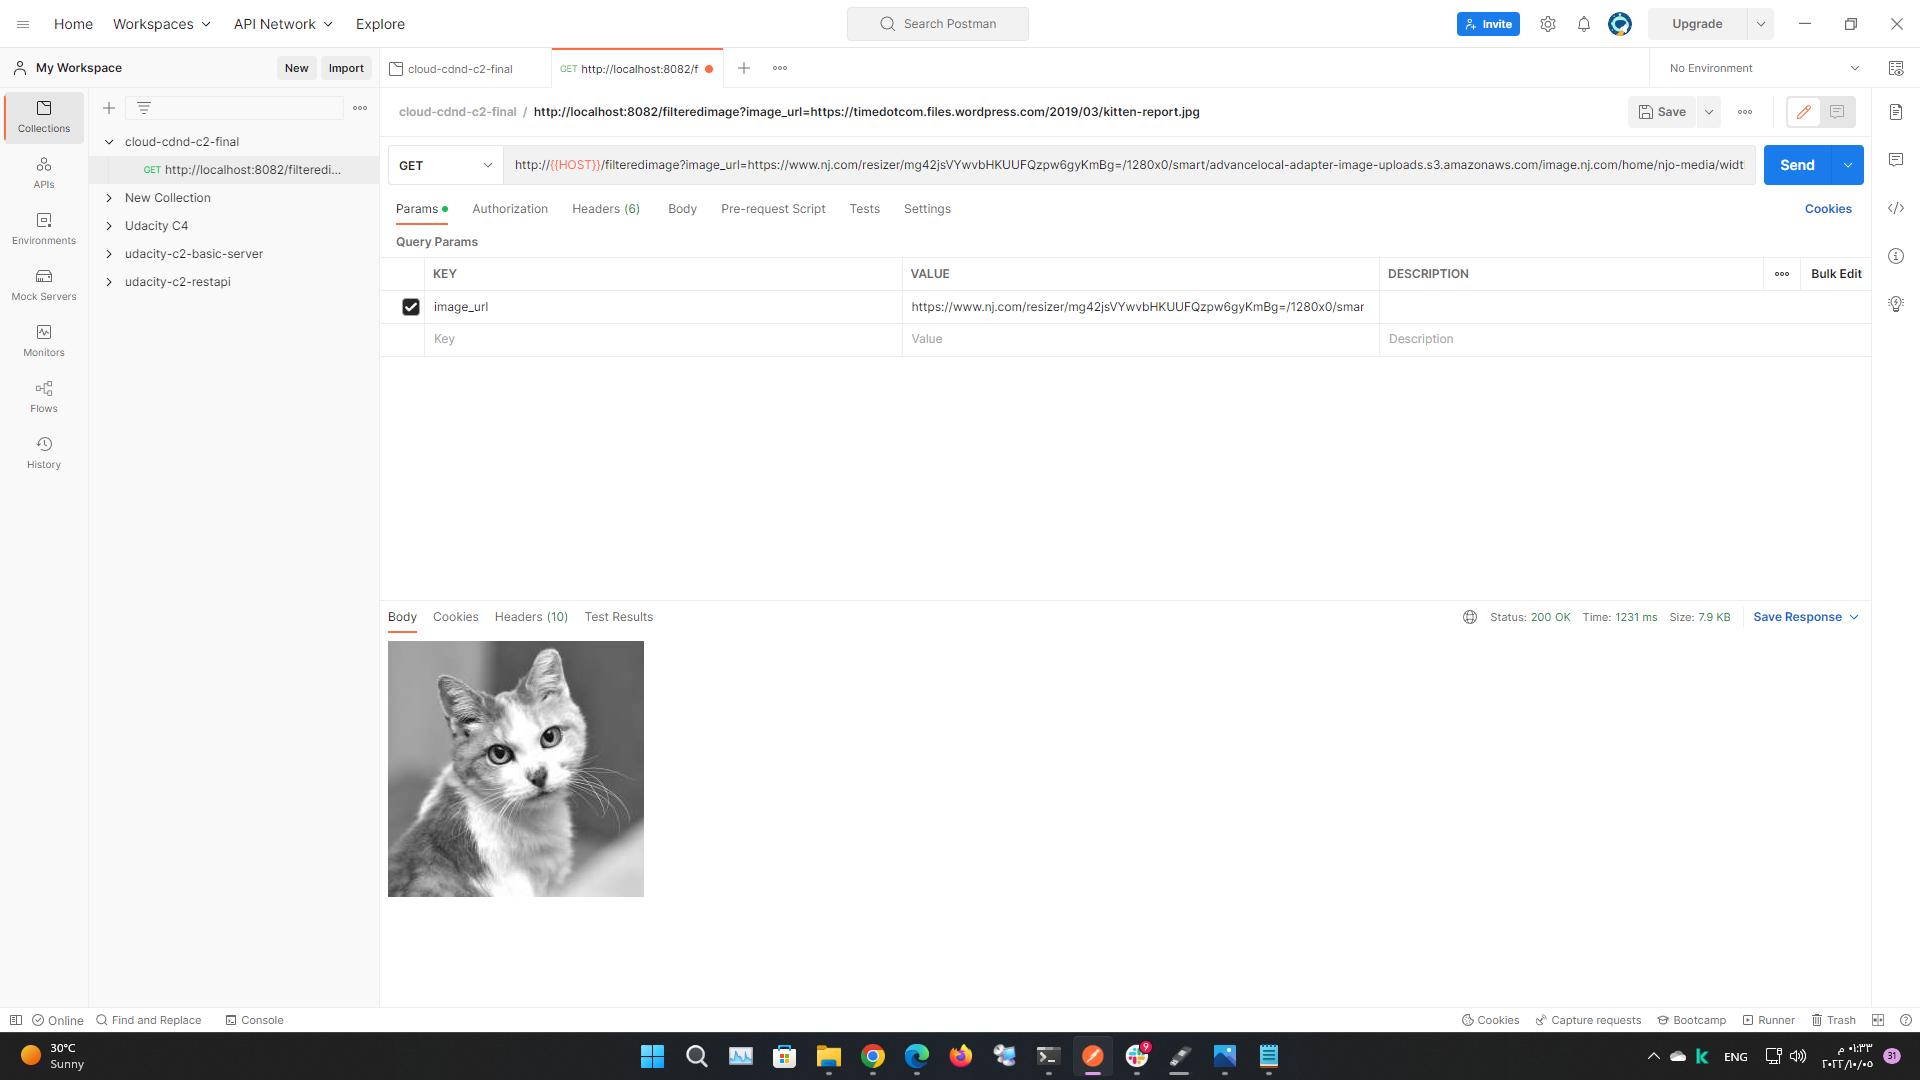 Home
Workspaces
API Network
Explore
Search Postman
Invite
Upgrade
My Workspace
New
Import
cloud-cdnd-c2-final
GET http://localhost:8082/f
No Environment
Collections
APIs
Environments
Mock Servers
Monitors
Flows
History
cloud-cdnd-c2-final
GET http://localhost:8082/filteredi...
New Collection
Udacity C4
udacity-c2-basic-server
udacity-c2-restapi
cloud-cdnd-c2-final / http://localhost:8082/filteredimage?image_url=https://timedotcom.files.wordpress.com/2019/03/kitten-report.jpg
Save
GET
http://{{HOST}}/filteredimage?image_url=https://www.nj.com/resizer/mg42jsVYwvbHKUUFQzpw6gyKmBg=/1280x0/smart/advancelocal-adapter-image-uploads.s3.amazonaws.com/image.nj.com/home/njo-media/widt
Send
Params
Authorization
Headers (6)
Body
Pre-request Script
Tests
Settings
Cookies
Query Params
KEY
VALUE
DESCRIPTION
Bulk Edit
image_url
https://www.nj.com/resizer/mg42jsVYwvbHKUUFQzpw6gyKmBg=/1280x0/smar
Key
Value
Description
Body
Cookies
Headers (10)
Test Results
Status: 200 OK
Time: 1231 ms
Size: 7.9 KB
Save Response
Online
Find and Replace
Console
Cookies
Capture requests
Bootcamp
Runner
Trash
30°C
Sunny
9
ENG
٠١:٣٣ م
٢٠٢٢/١٠/٠٥
31